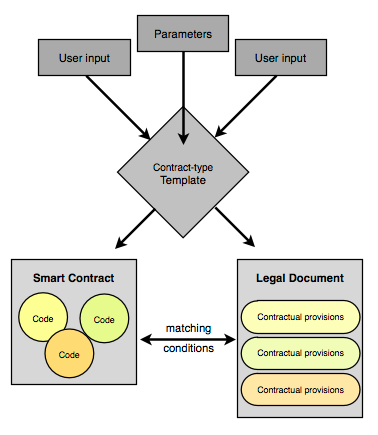 Parameters
User input
User input
Contract-type
Template
Smart Contract
Code
Code
Code
matching
conditions
Legal Document
Contractual provisions
Contractual provisions
Contractual provisions